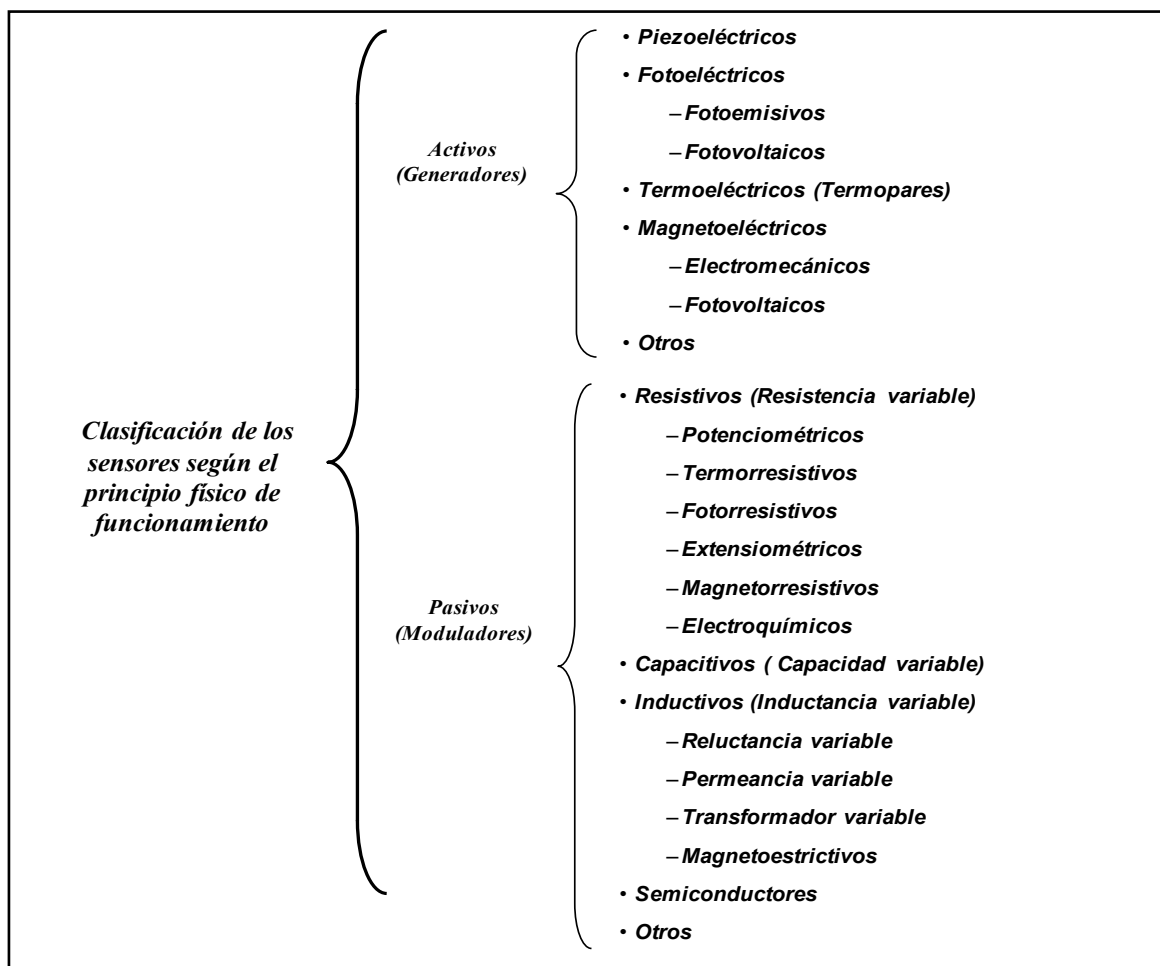 Clasificación de los
sensores según el
principio físico de
funcionamiento
Activos
(Generadores)
• Piezoeléctricos
• Fotoeléctricos
– Fotoemisivos
– Fotovoltaicos
• Termoeléctricos (Termopares)
• Magnetoeléctricos
– Electromecánicos
– Fotovoltaicos
• Otros
Pasivos
(Moduladores)
• Resistivos (Resistencia variable)
– Potenciométricos
– Termorresistivos
– Fotorresistivos
– Extensiométricos
– Magnetorresistivos
– Electroquímicos
• Capacitivos ( Capacidad variable)
• Inductivos (Inductancia variable)
– Reluctancia variable
– Permeancia variable
– Transformador variable
– Magnetoestrictivos
• Semiconductores
• Otros